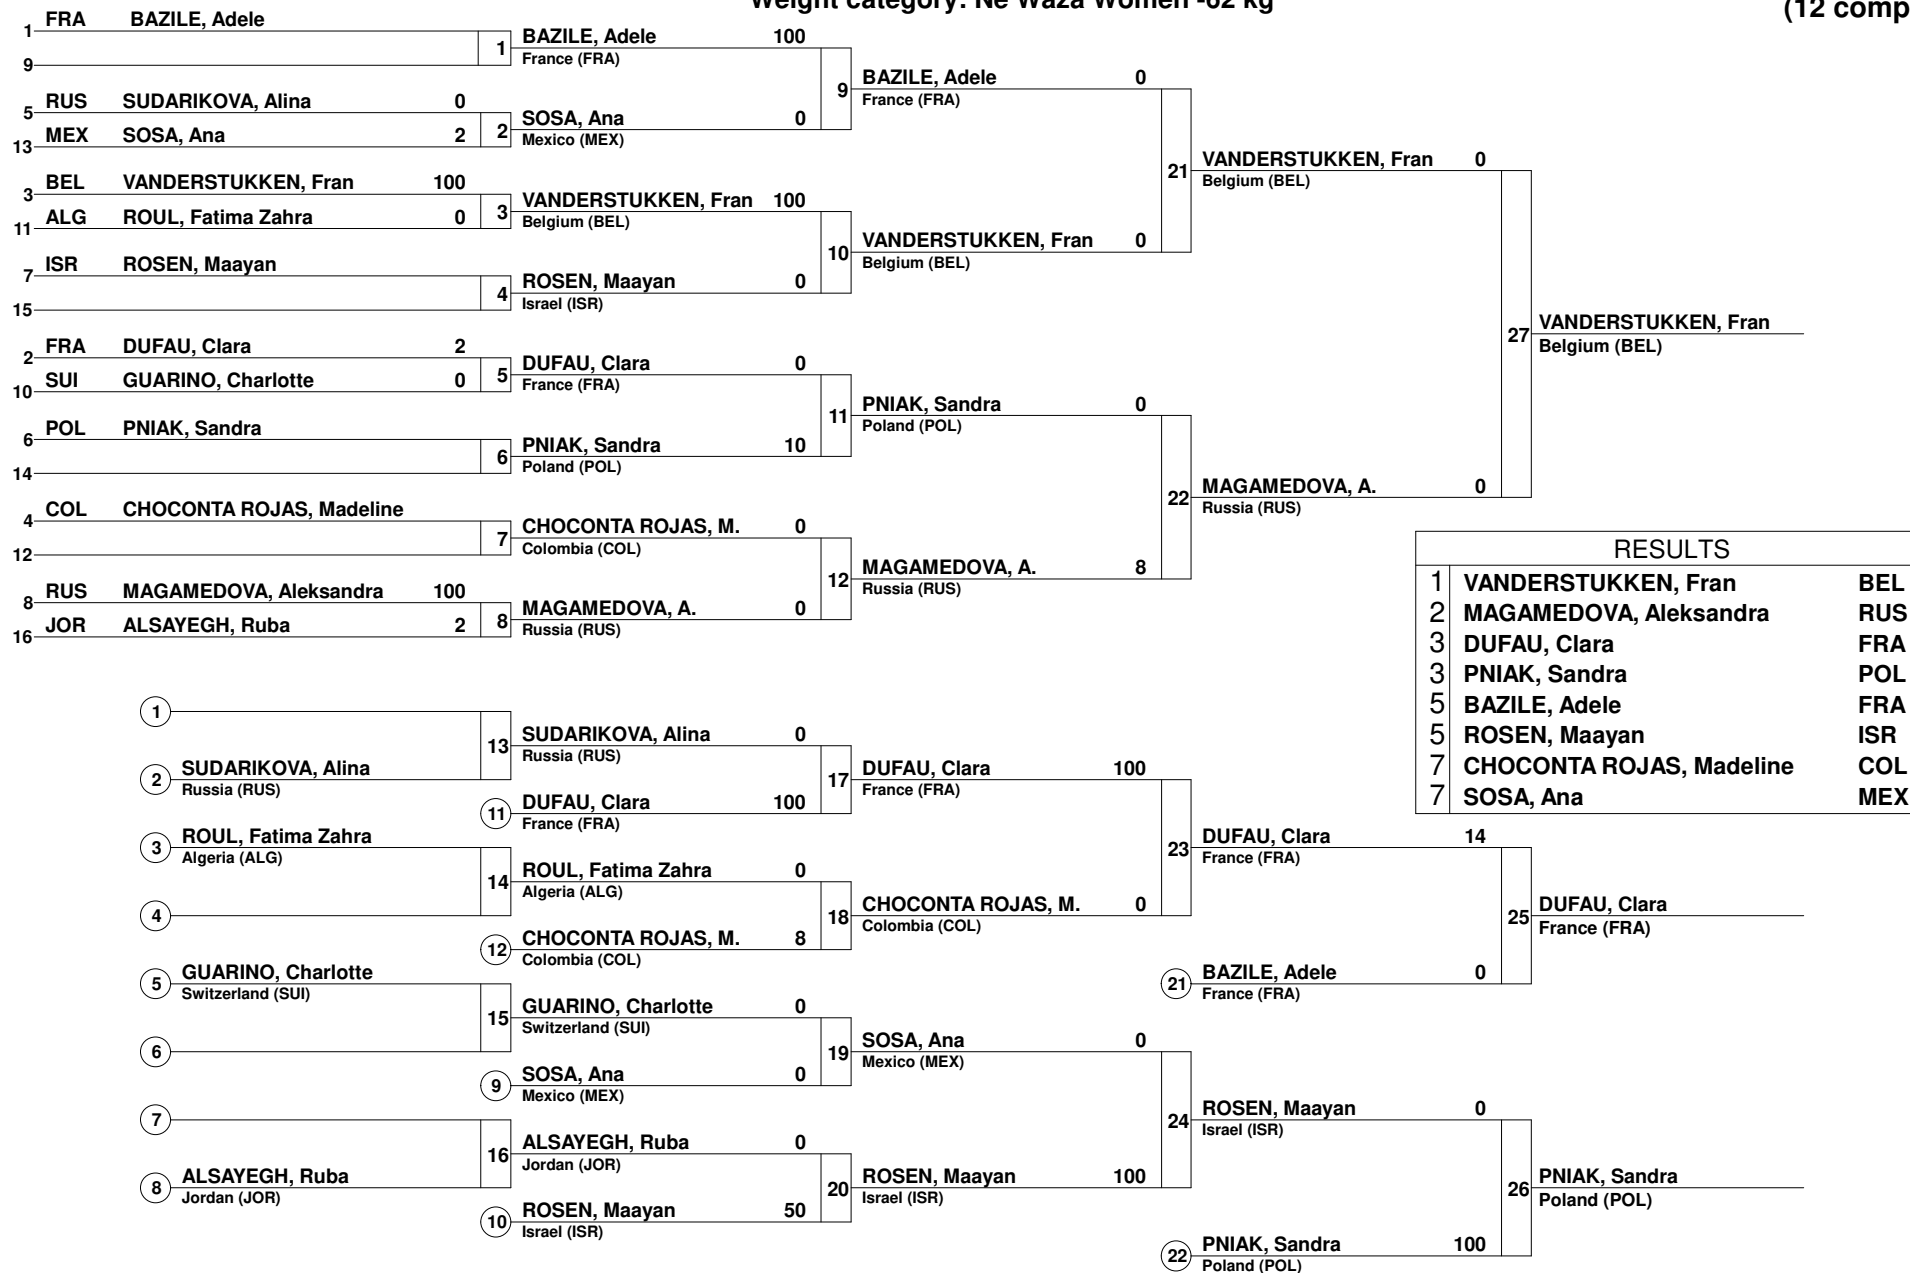 Weight category: Ne Waza Women -62 kg
(12 comp
1 FRA BAZILE, Adele
9
5 RUS SUDARIKOVA, Alina 0
13 MEX SOSA, Ana 2
3 BEL VANDERSTUKKEN, Fran 100
11 ALG ROUL, Fatima Zahra 0
7 ISR ROSEN, Maayan
15
2 FRA DUFAU, Clara 2
10 SUI GUARINO, Charlotte 0
6 POL PNIAK, Sandra
14
4 COL CHOCONTA ROJAS, Madeline
12
8 RUS MAGAMEDOVA, Aleksandra 100
16 JOR ALSAYEGH, Ruba 2
1 BAZILE, Adele 100
France (FRA)
2 SOSA, Ana 0
Mexico (MEX)
3 VANDERSTUKKEN, Fran 100
Belgium (BEL)
4 ROSEN, Maayan 0
Israel (ISR)
5 DUFAU, Clara 0
France (FRA)
6 PNIAK, Sandra 10
Poland (POL)
7 CHOCONTA ROJAS, M. 0
Colombia (COL)
8 MAGAMEDOVA, A. 0
Russia (RUS)
9 BAZILE, Adele 0
France (FRA)
10 VANDERSTUKKEN, Fran 0
Belgium (BEL)
11 PNIAK, Sandra 0
Poland (POL)
12 MAGAMEDOVA, A. 8
Russia (RUS)
21 VANDERSTUKKEN, Fran 0
Belgium (BEL)
22 MAGAMEDOVA, A. 0
Russia (RUS)
27 VANDERSTUKKEN, Fran
Belgium (BEL)
RESULTS
1 VANDERSTUKKEN, Fran BEL
2 MAGAMEDOVA, Aleksandra RUS
3 DUFAU, Clara FRA
3 PNIAK, Sandra POL
5 BAZILE, Adele FRA
5 ROSEN, Maayan ISR
7 CHOCONTA ROJAS, Madeline COL
7 SOSA, Ana MEX
1
2 SUDARIKOVA, Alina
Russia (RUS)
3 ROUL, Fatima Zahra
Algeria (ALG)
4
5 GUARINO, Charlotte
Switzerland (SUI)
6
7
8 ALSAYEGH, Ruba
Jordan (JOR)
13 SUDARIKOVA, Alina 0
Russia (RUS)
11 DUFAU, Clara 100
France (FRA)
14 ROUL, Fatima Zahra 0
Algeria (ALG)
12 CHOCONTA ROJAS, M. 8
Colombia (COL)
15 GUARINO, Charlotte 0
Switzerland (SUI)
9 SOSA, Ana 0
Mexico (MEX)
16 ALSAYEGH, Ruba 0
Jordan (JOR)
10 ROSEN, Maayan 50
Israel (ISR)
17 DUFAU, Clara 100
France (FRA)
18 CHOCONTA ROJAS, M. 0
Colombia (COL)
19 SOSA, Ana 0
Mexico (MEX)
20 ROSEN, Maayan 100
Israel (ISR)
23 DUFAU, Clara 14
France (FRA)
21 BAZILE, Adele 0
France (FRA)
24 ROSEN, Maayan 0
Israel (ISR)
22 PNIAK, Sandra 100
Poland (POL)
25 DUFAU, Clara
France (FRA)
26 PNIAK, Sandra
Poland (POL)